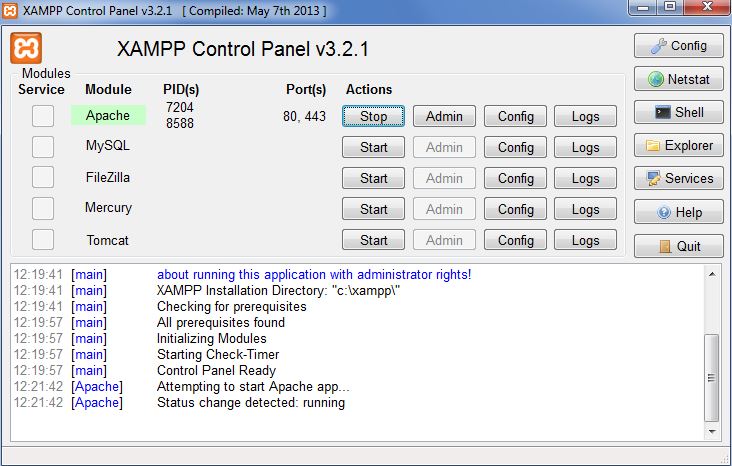 XAMPP Control Panel v3.2.1 [ Compiled: May 7th 2013 ]
XAMPP Control Panel v3.2.1
Config
Modules
Service Module PID(s) Port(s) Actions
Netstat
Apache 7204 8588 80, 443 Stop Admin Config Logs
Shell
MySQL Start Admin Config Logs
Explorer
FileZilla Start Admin Config Logs
Services
Mercury Start Admin Config Logs
Help
Tomcat Start Admin Config Logs
Quit
12:19:41 [main] about running this application with administrator rights!
12:19:41 [main] XAMPP Installation Directory: "c:\xampp\"
12:19:41 [main] Checking for prerequisites
12:19:57 [main] All prerequisites found
12:19:57 [main] Initializing Modules
12:19:57 [main] Starting Check-Timer
12:19:57 [main] Control Panel Ready
12:21:42 [Apache] Attempting to start Apache app...
12:21:42 [Apache] Status change detected: running